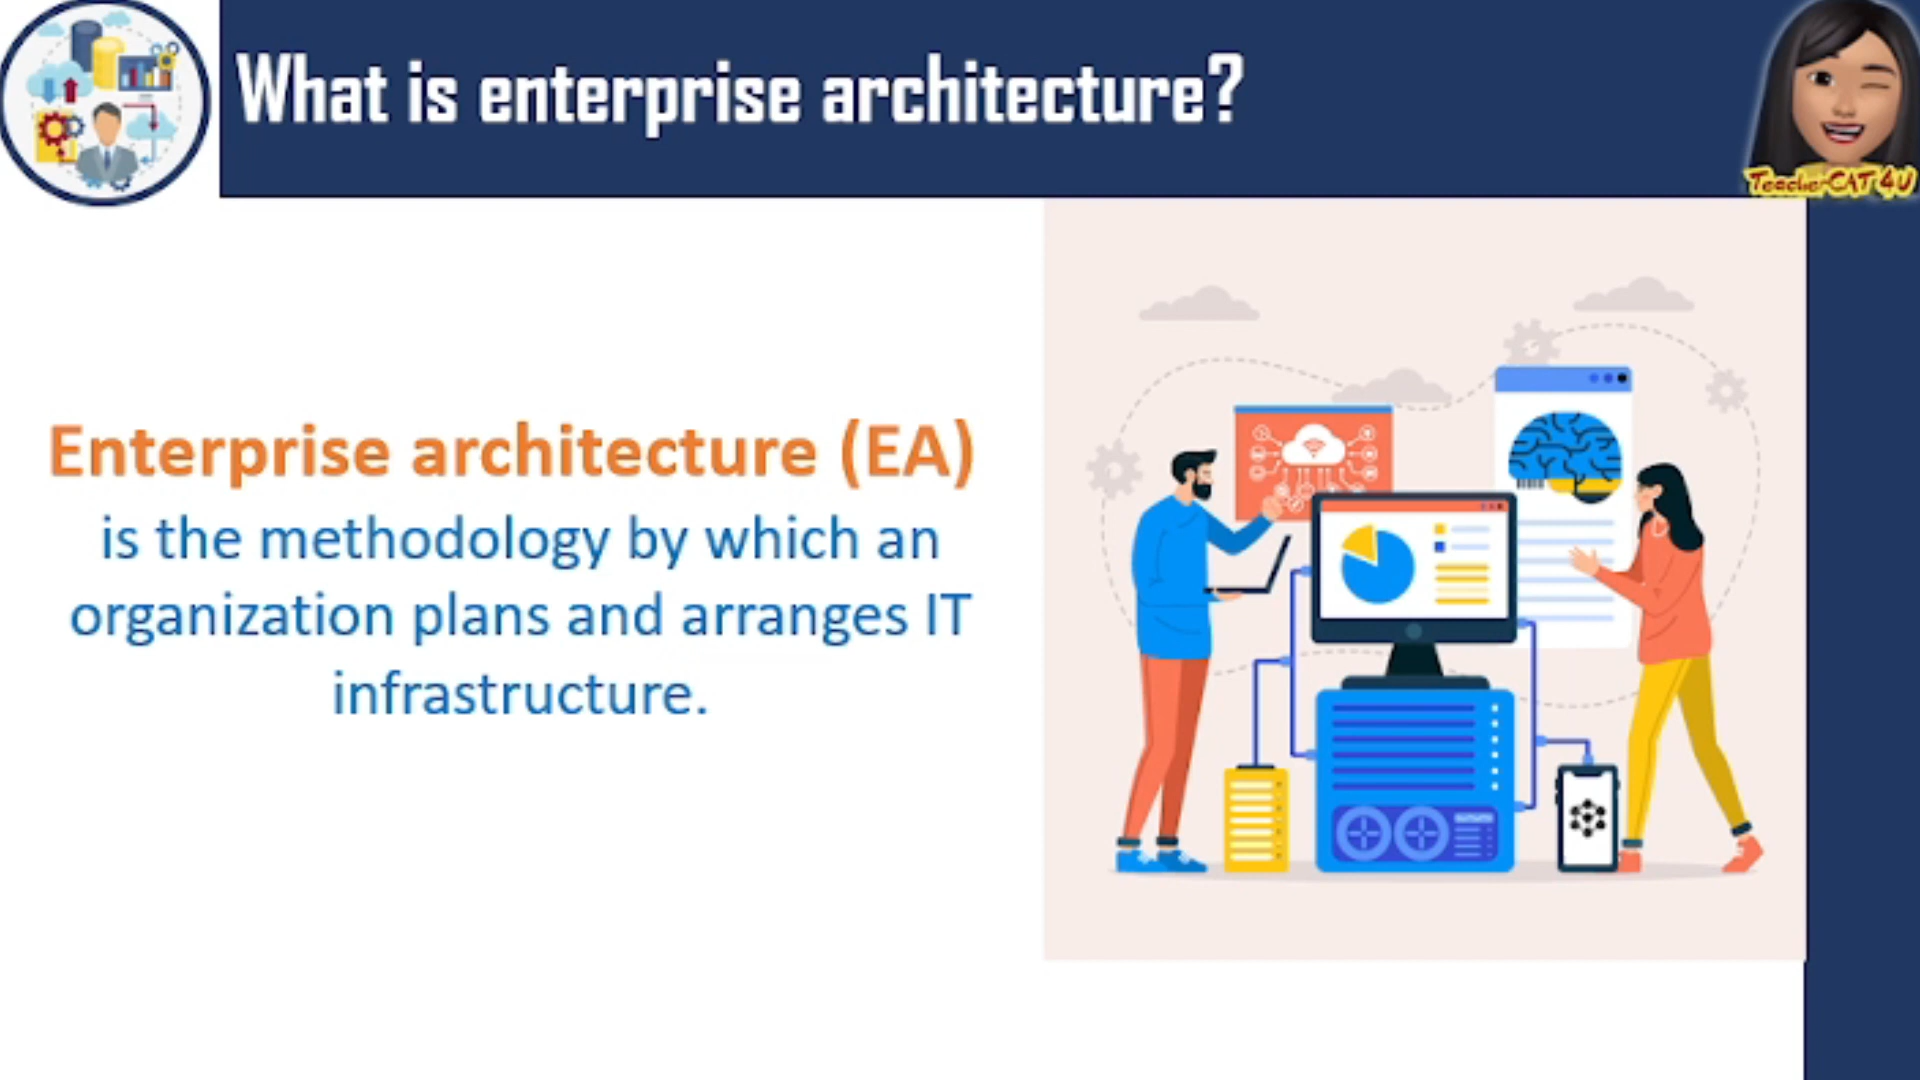 What is enterprise architecture?
Teacher CAT 4U
Enterprise architecture (EA)
is the methodology by which an
organization plans and arranges IT
infrastructure.